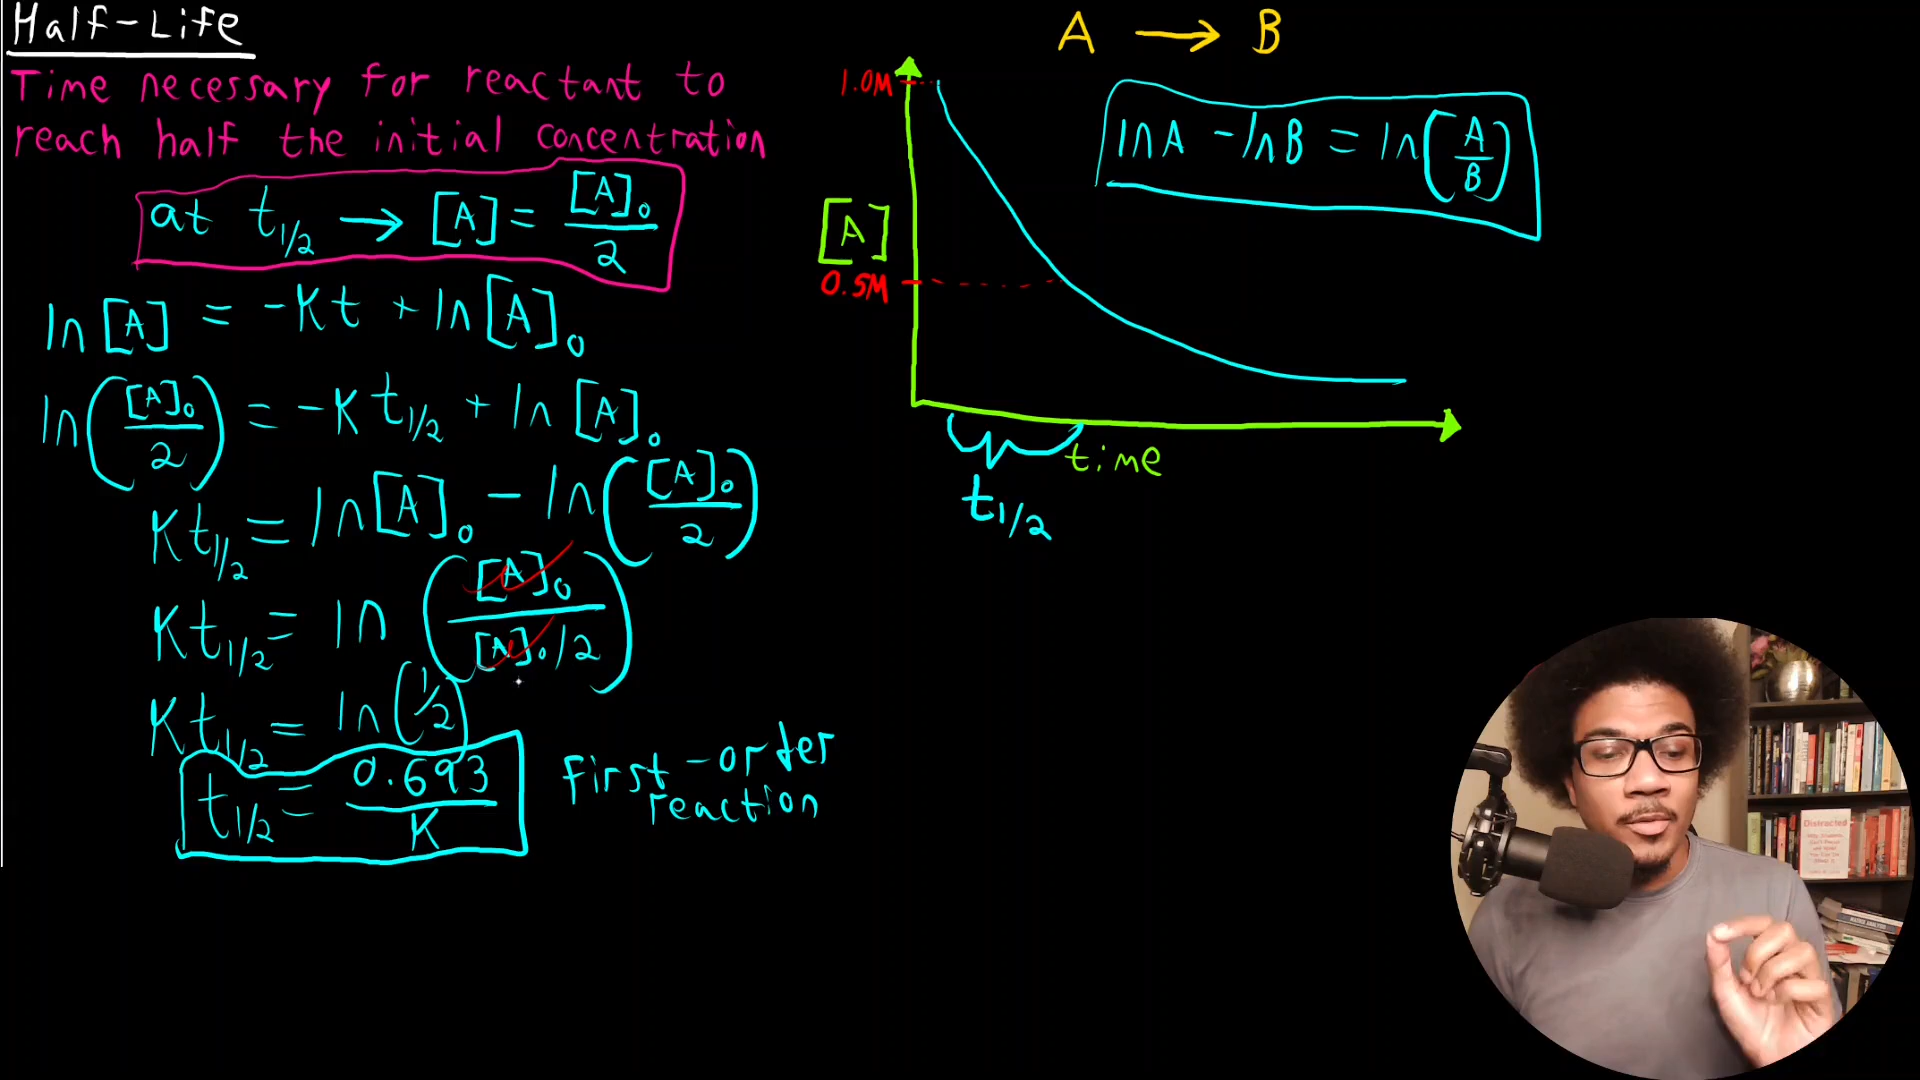 Half-Life
Time necessary for reactant to
reach half the initial concentration
at t1/2 → [A] = [A]0/2
ln[A] = -Kt + ln[A]0
ln([A]0/2) = -Kt1/2 + ln[A]0
Kt1/2 = ln[A]0 - ln([A]0/2)
Kt1/2 = ln([A]0/[A]0/2)
Kt1/2 = ln(1/2)
t1/2 = 0.693/K
first-order
reaction
A → B
lnA - lnB = ln(A/B)
1.0M
[A]
0.5M
time
t1/2
Distracted